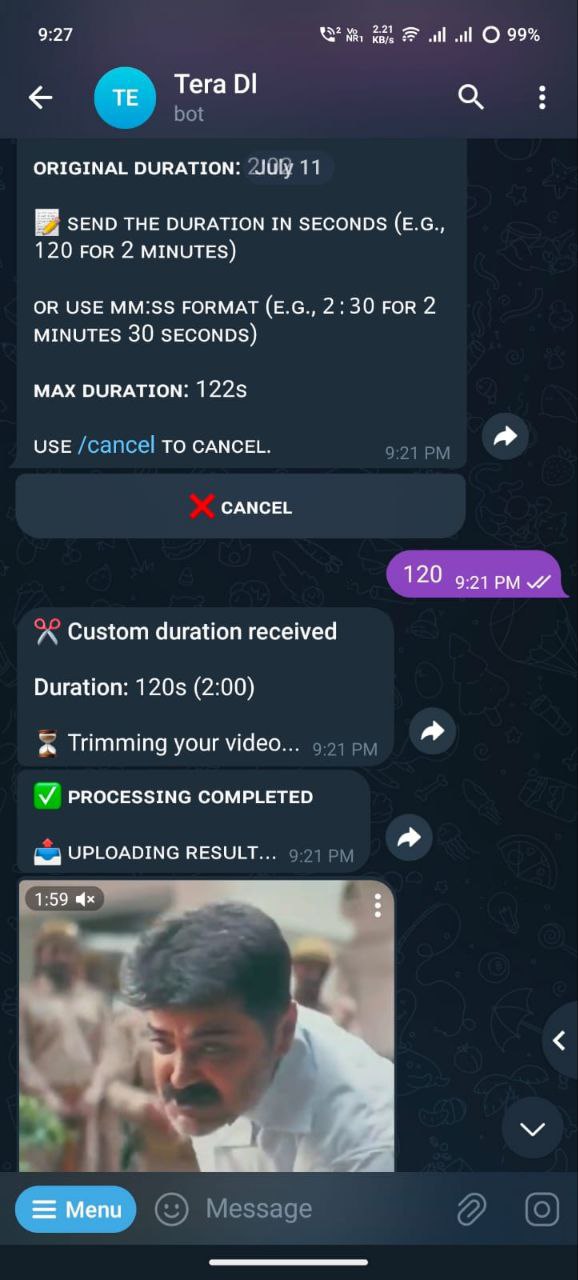 9:27
2.21
Vo
NR1
KB/s
99%
TE
Tera Dl
bot
ORIGINAL DURATION:
July 11
📝 SEND THE DURATION IN SECONDS (E.G.,
120 FOR 2 MINUTES)
OR USE MM:SS FORMAT (E.G., 2:30 FOR 2
MINUTES 30 SECONDS)
MAX DURATION: 122s
USE /cancel TO CANCEL.
9:21 PM
❌ CANCEL
120 9:21 PM
✂️ Custom duration received
Duration: 120s (2:00)
⏳ Trimming your video... 9:21 PM
✅ PROCESSING COMPLETED
📤 UPLOADING RESULT... 9:21 PM
1:59
Menu
Message